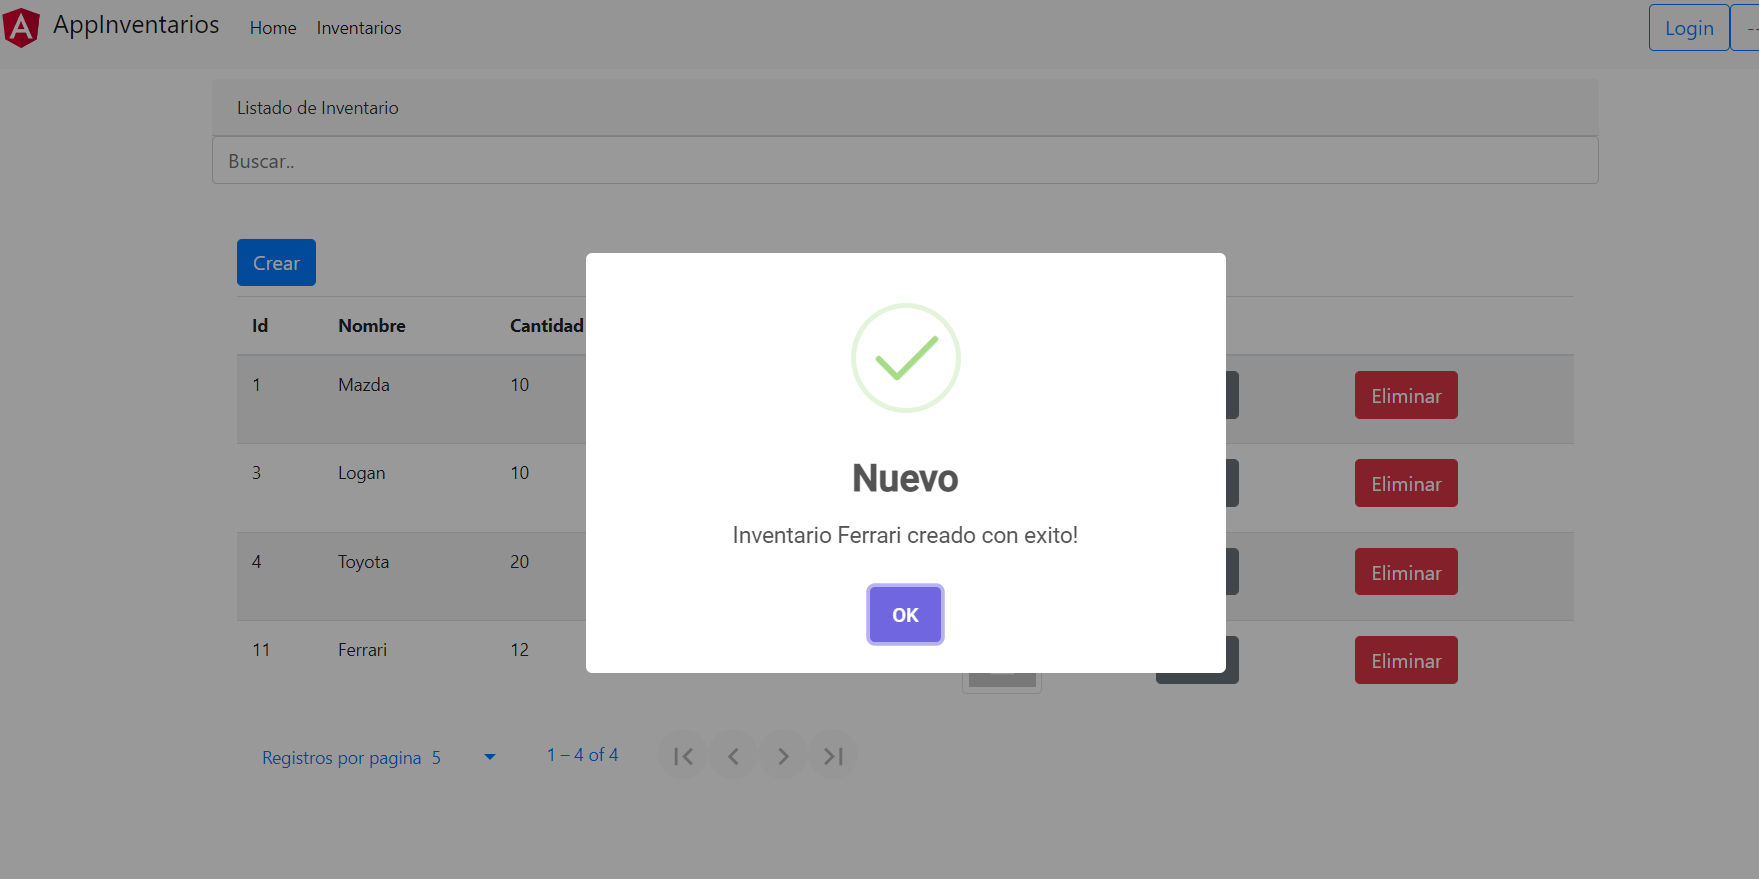 AppInventarios Home Inventarios Login --
Listado de Inventario
Buscar..
Crear
Id Nombre Cantidad
1 Mazda 10 Eliminar
3 Logan 10 Eliminar
4 Toyota 20 Eliminar
11 Ferrari 12 Eliminar
Nuevo
Inventario Ferrari creado con exito!
OK
Registros por pagina 5 1 – 4 of 4